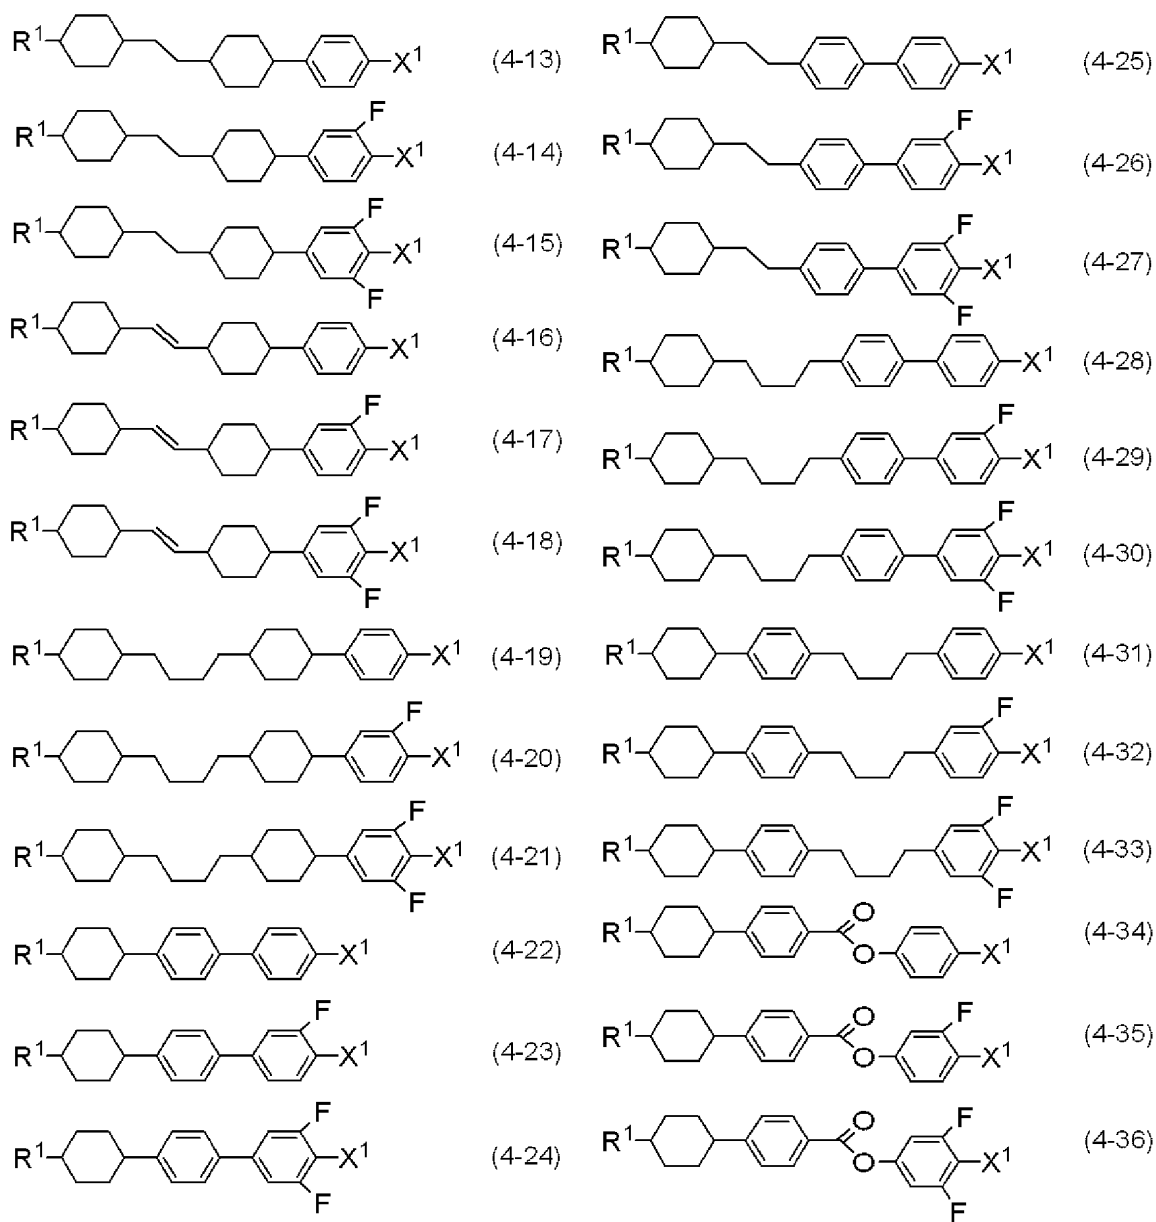 R¹ X¹ (4-13)
F
R¹ X¹ (4-14)
F
R¹ X¹ (4-15)
F
R¹ X¹ (4-16)
F
R¹ X¹ (4-17)
F
R¹ X¹ (4-18)
F
R¹ X¹ (4-19)
F
R¹ X¹ (4-20)
F
R¹ X¹ (4-21)
F
R¹ X¹ (4-22)
F
R¹ X¹ (4-23)
F
R¹ X¹ (4-24)
F
R¹ X¹ (4-25)
F
R¹ X¹ (4-26)
F
R¹ X¹ (4-27)
F
R¹ X¹ (4-28)
F
R¹ X¹ (4-29)
F
R¹ X¹ (4-30)
F
R¹ X¹ (4-31)
F
R¹ X¹ (4-32)
F
R¹ X¹ (4-33)
F
O
R¹ O X¹ (4-34)
O F
R¹ O X¹ (4-35)
O F
R¹ O X¹ (4-36)
F